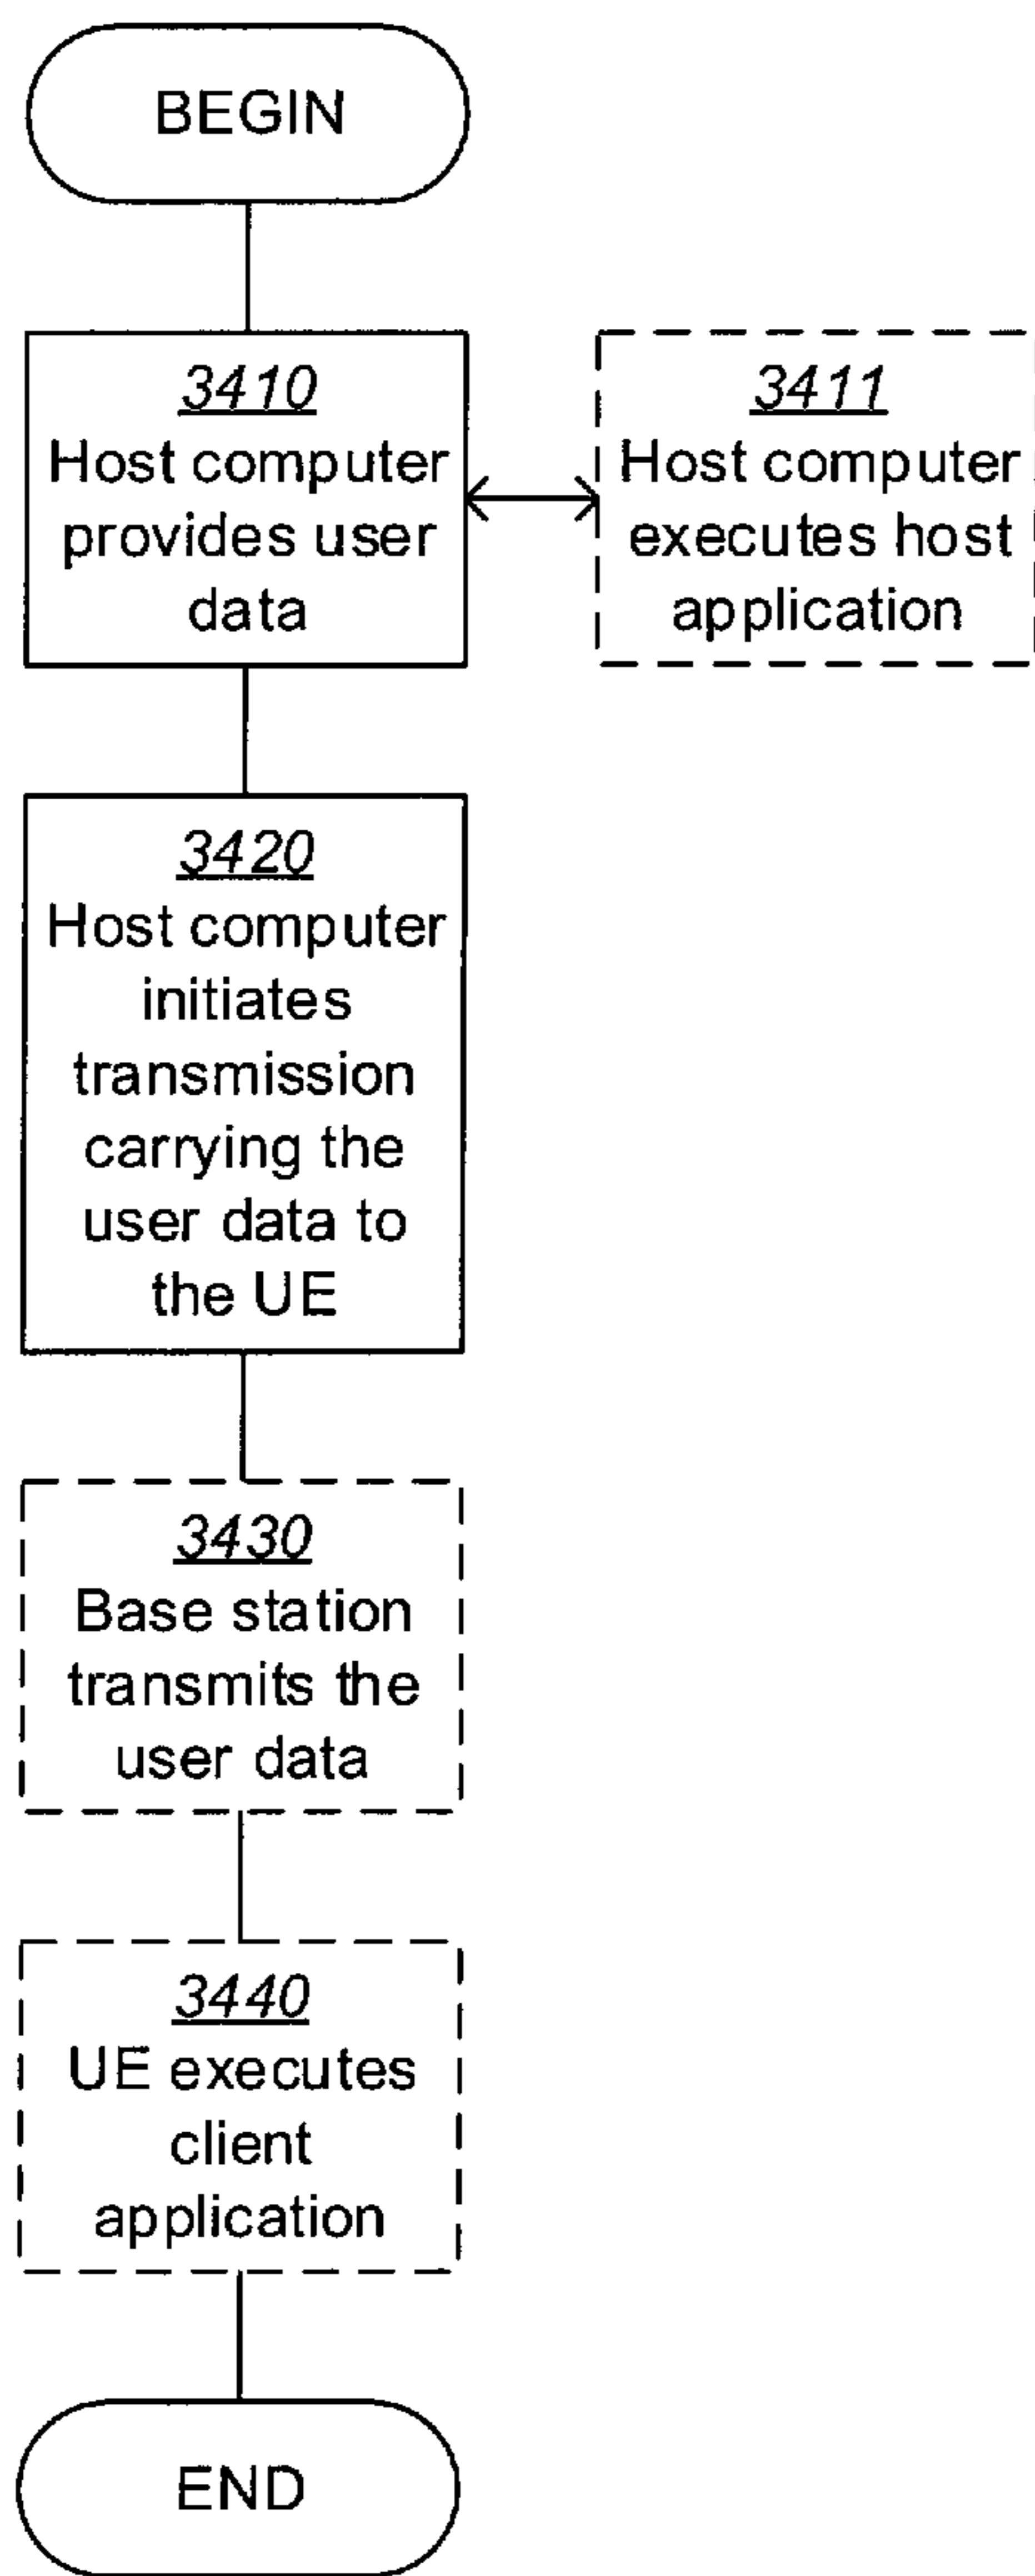 BEGIN
3410
Host computer
provides user
data
3411
Host computer
executes host
application
3420
Host computer
initiates
transmission
carrying the
user data to
the UE
3430
Base station
transmits the
user data
3440
UE executes
client
application
END